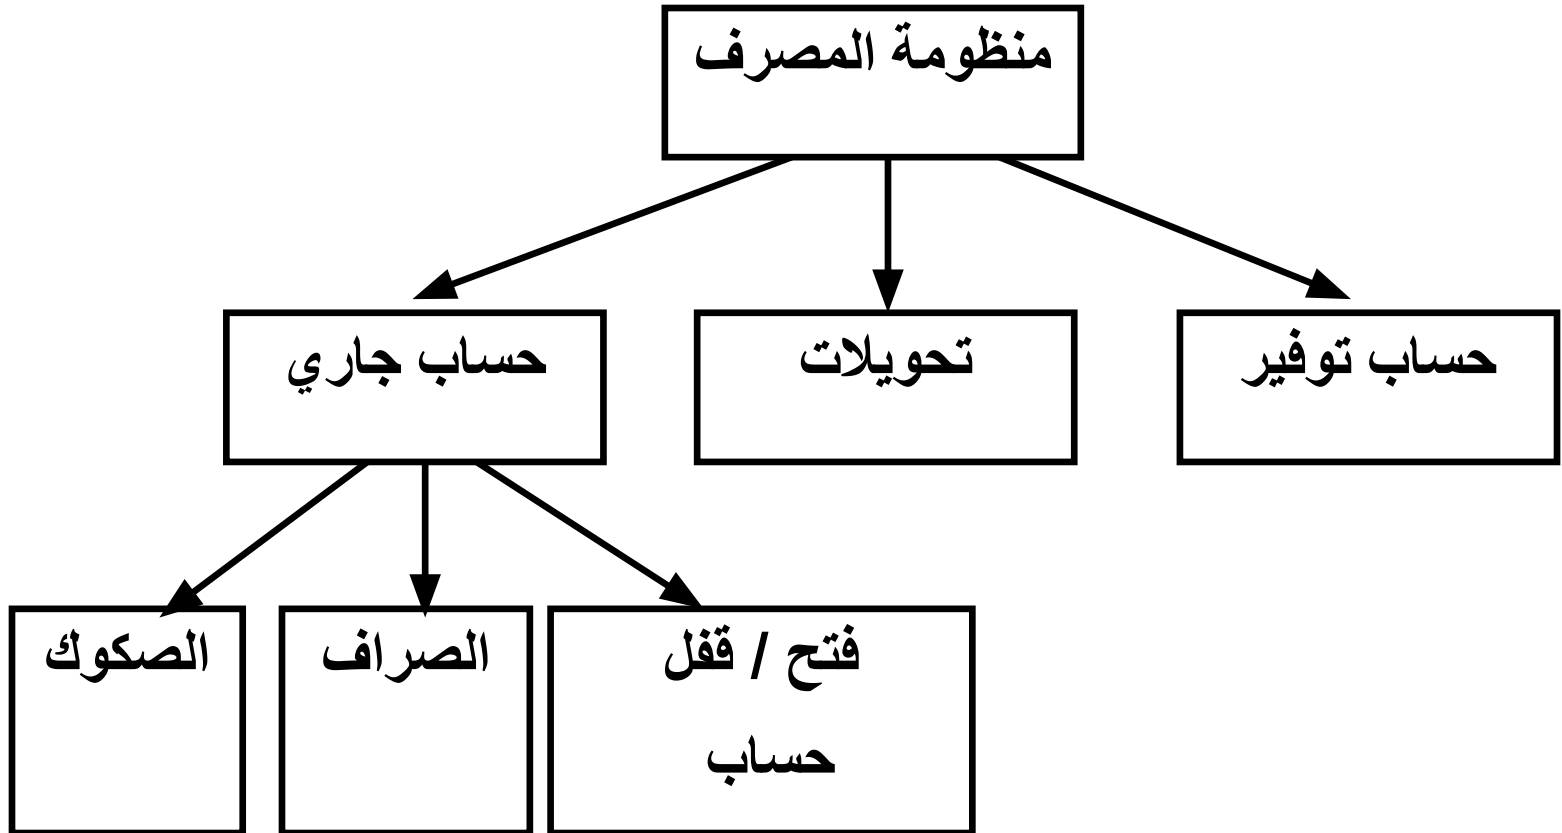 منظومة المصرف
حساب توفير
تحويلات
حساب جاري
فتح / قفل
حساب
الصراف
الصكوك